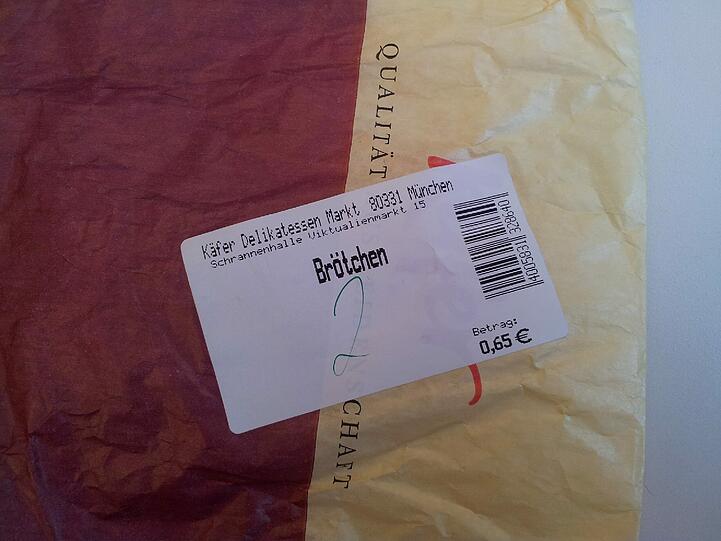 QUALITÄT
Käfer Delikatessen Markt 80331 München
Schrannenhalle Viktualienmarkt 15
Brötchen
2
Betrag:
0,65 €
SCHAFT